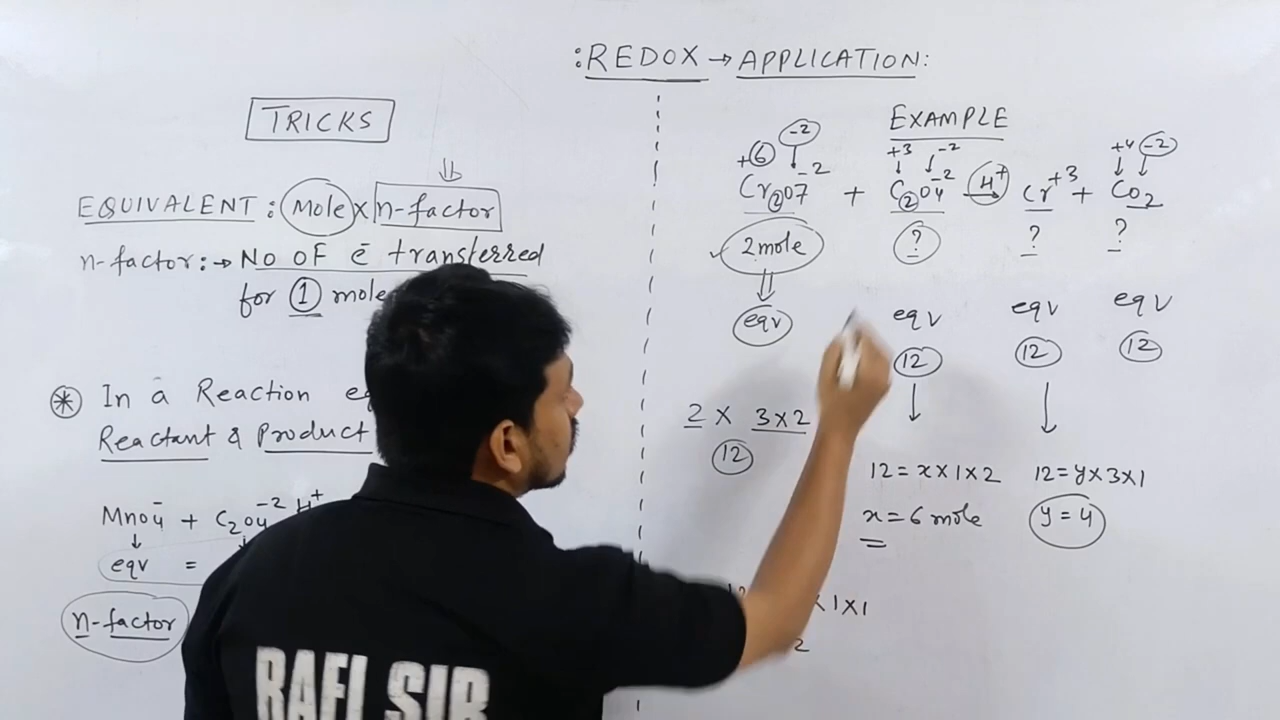 :REDOX → APPLICATION:
TRICKS
EQUIVALENT : Mole X n-factor
n-factor:→ No OF ē transferred
for ① mole
⊛ In a Reaction
Reactant & Product
MnO4⁻ + C2O4⁻² H⁺
↓ ↓
eqv =
n-factor
EXAMPLE
+6 -2 +3 -2 +4 -2
Cr2O7⁻² + C2O4⁻² H⁺ Cr⁺³ + CO2
2mole ? ? ?
eqv eqv eqv eqv
12 12 12
2 X 3x2
12
12 = x X 1 X 2 12 = y X 3 X 1
x = 6 mole y = 4
X 1 X 1
2
RAFI SIR